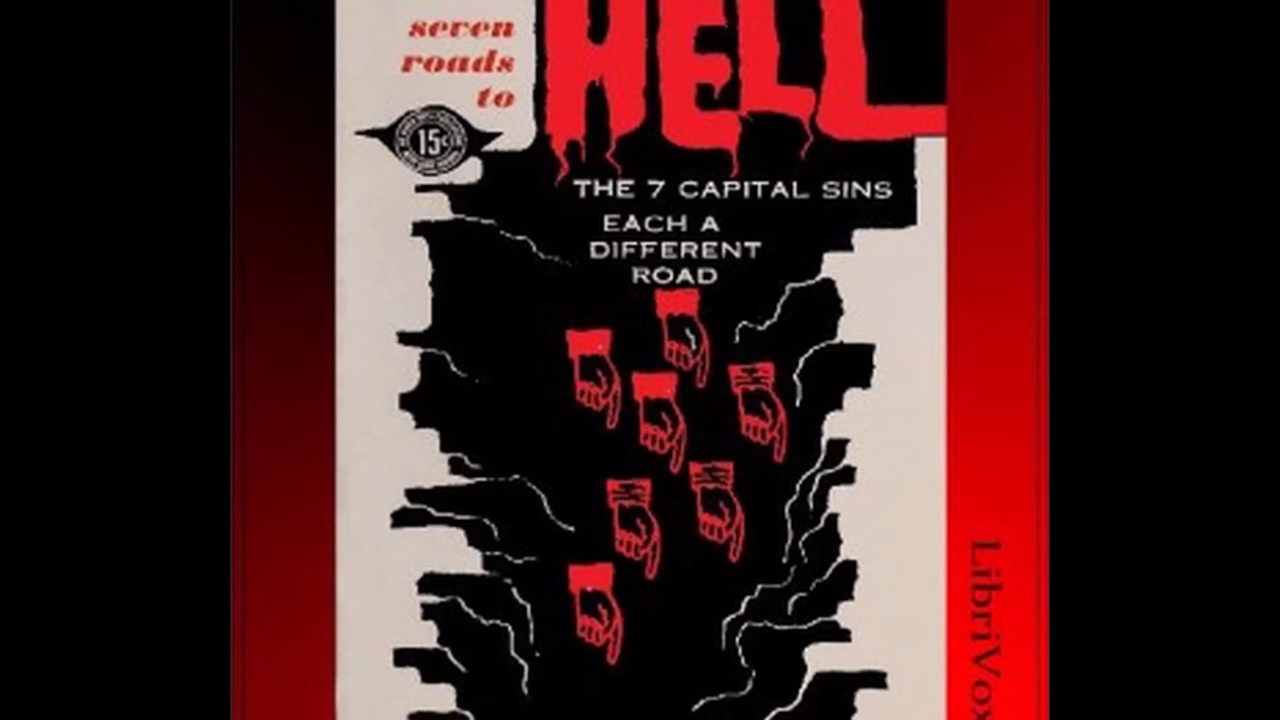 seven
roads
to
HELL
15¢
THE 7 CAPITAL SINS
EACH A
DIFFERENT
ROAD
LibriVox